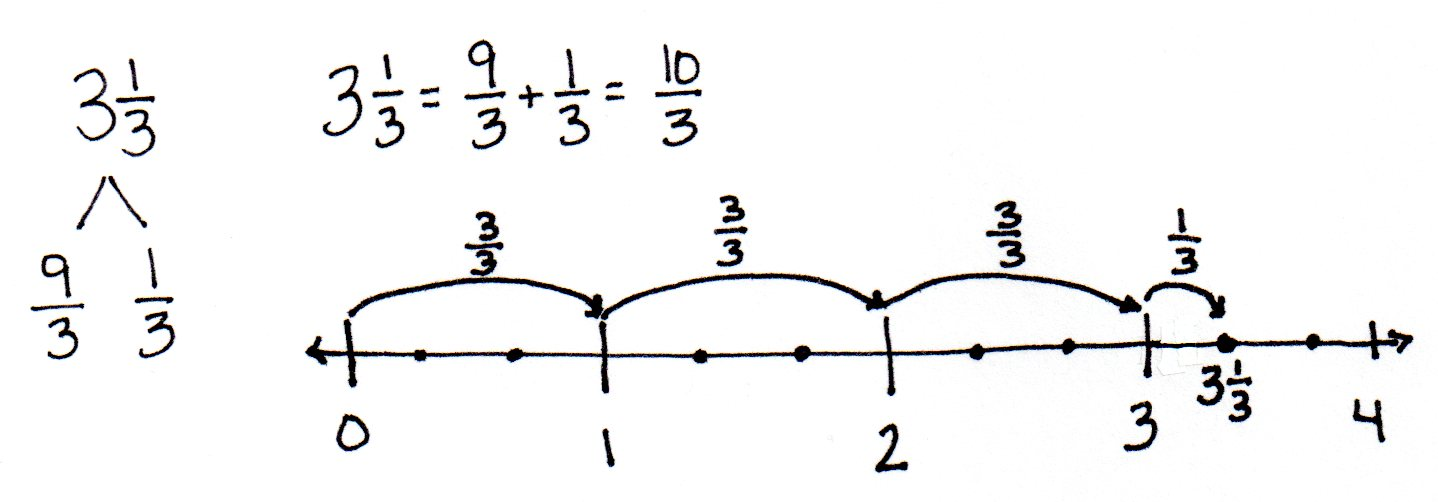 3 1/3
9/3 1/3
3 1/3 = 9/3 + 1/3 = 10/3
3/3 3/3 3/3 1/3
0 1 2 3 3 1/3 4